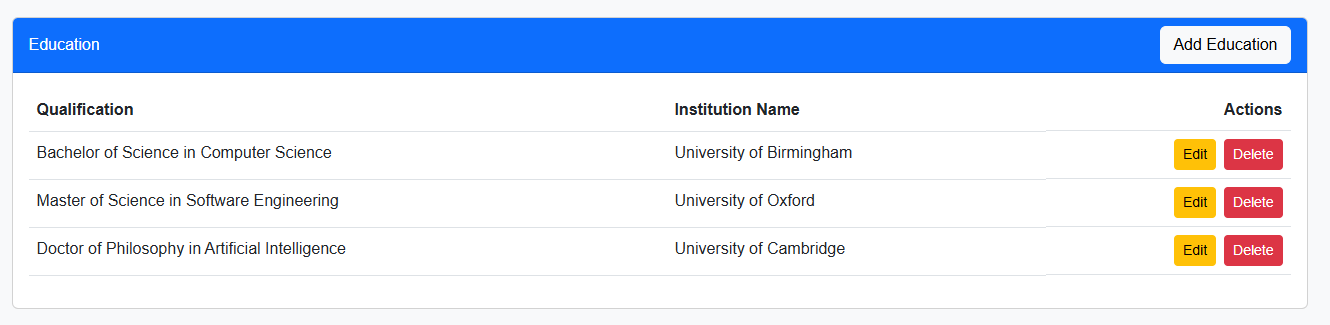 Education Add Education
Qualification Institution Name Actions
Bachelor of Science in Computer Science University of Birmingham Edit Delete
Master of Science in Software Engineering University of Oxford Edit Delete
Doctor of Philosophy in Artificial Intelligence University of Cambridge Edit Delete